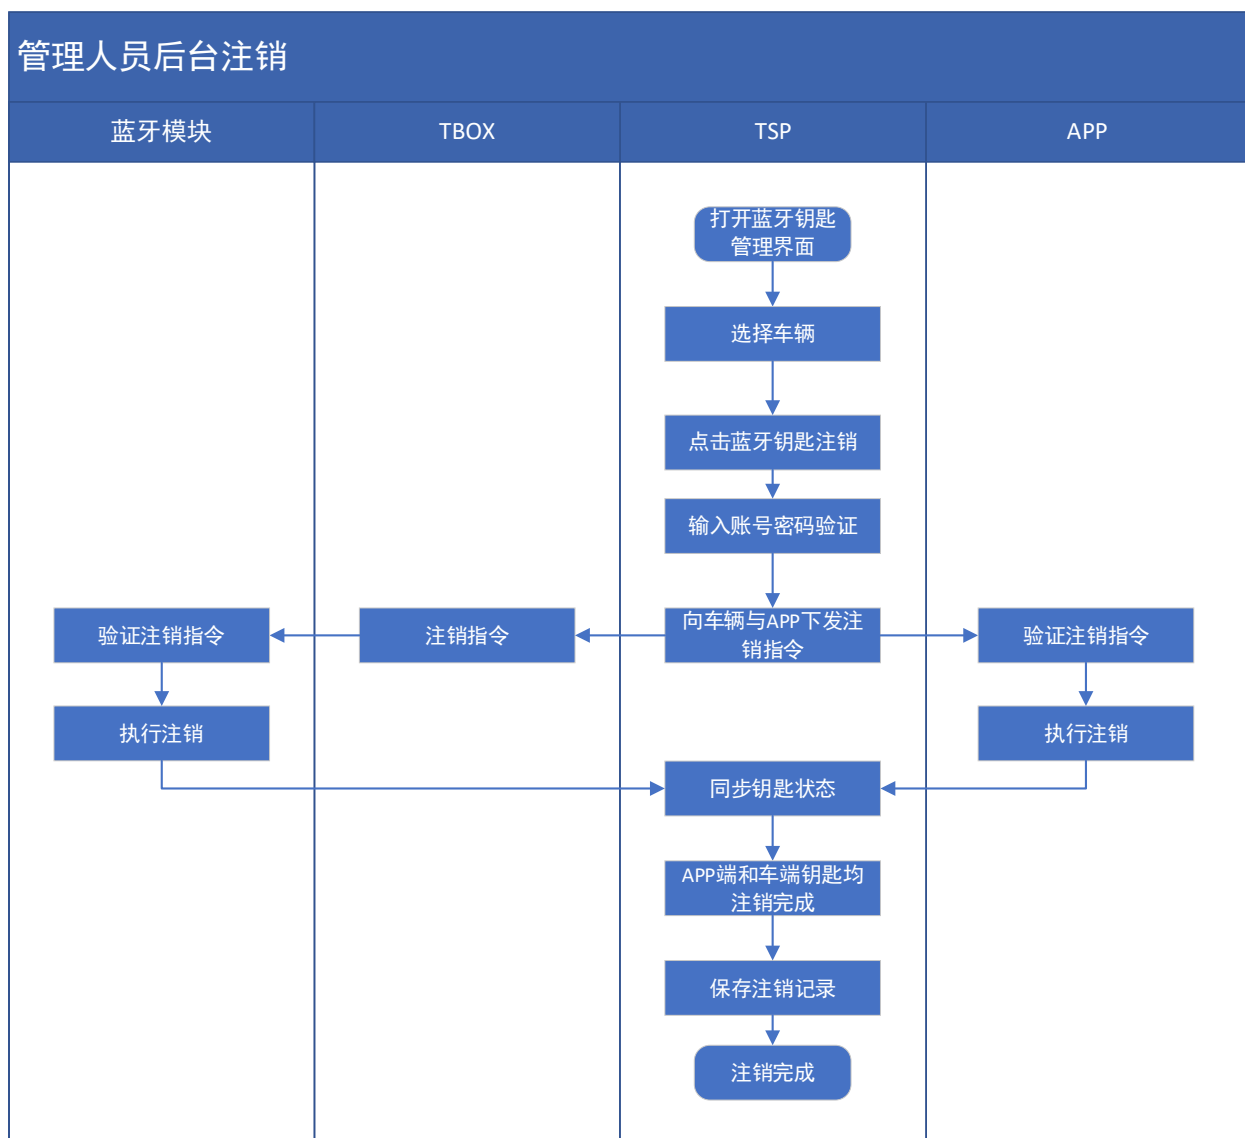 管理人员后台注销
蓝牙模块
TBOX
TSP
APP
打开蓝牙钥匙
管理界面
选择车辆
点击蓝牙钥匙注销
输入账号密码验证
验证注销指令
注销指令
向车辆与APP下发注
销指令
验证注销指令
执行注销
执行注销
同步钥匙状态
APP端和车端钥匙均
注销完成
保存注销记录
注销完成